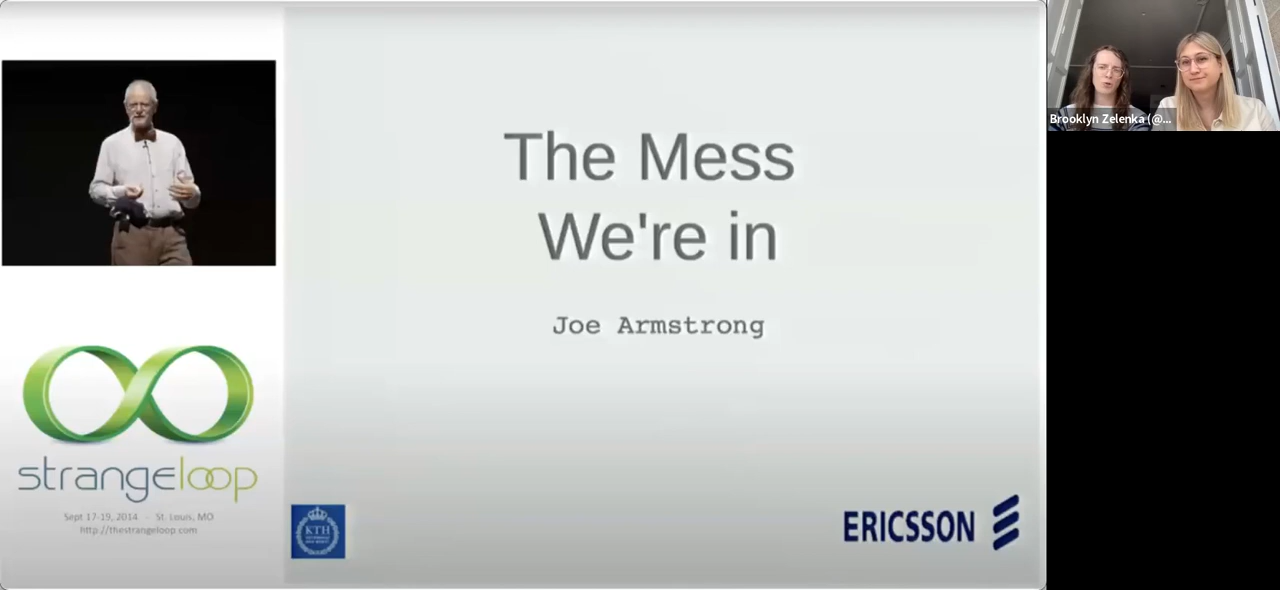 The Mess
We're in
Joe Armstrong
strangeloop
Sept 17-19, 2014 - St. Louis, MO
http://thestrangeloop.com
KTH
ERICSSON
Brooklyn Zelenka (@...